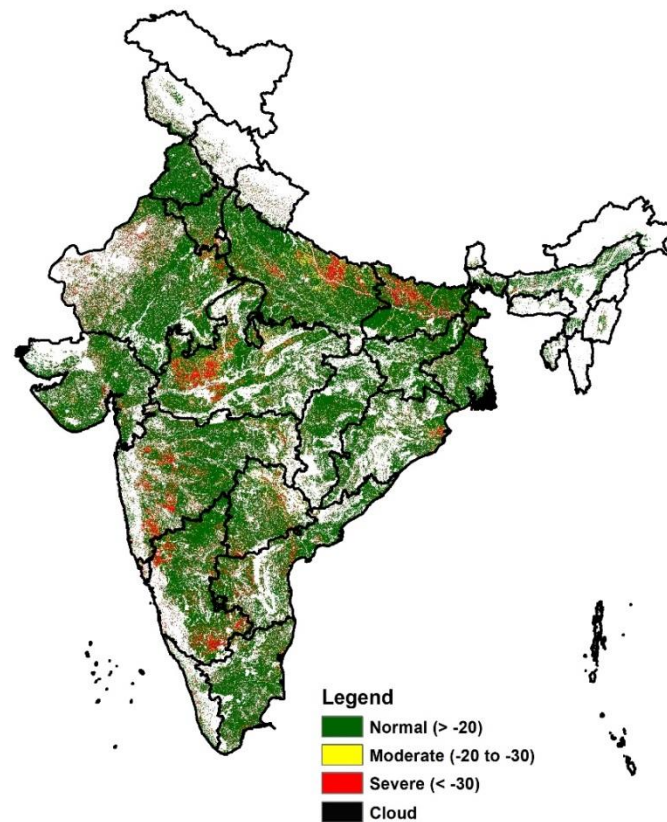 Legend
Normal (> -20)
Moderate (-20 to -30)
Severe (< -30)
Cloud